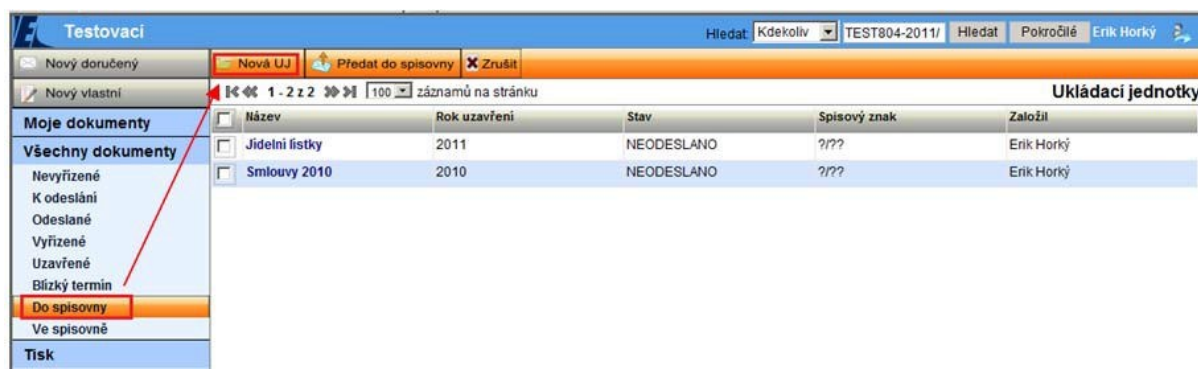 Testovací
Hledat Kdekoliv TEST804-2011/ Hledat Pokročilé Erik Horký
Nový doručený
Nová UJ Předat do spisovny Zrušit
Nový vlastní
1 - 2 z 2 100 záznamů na stránku
Ukládací jednotky
Moje dokumenty
Název Rok uzavření Stav Spisový znak Založil
Všechny dokumenty
Jídelní lístky 2011 NEODESLANO ?/?? Erik Horký
Smlouvy 2010 2010 NEODESLANO ?/?? Erik Horký
Nevyřízené
K odeslání
Odeslané
Vyřízené
Uzavřené
Blízký termín
Do spisovny
Ve spisovně
Tisk